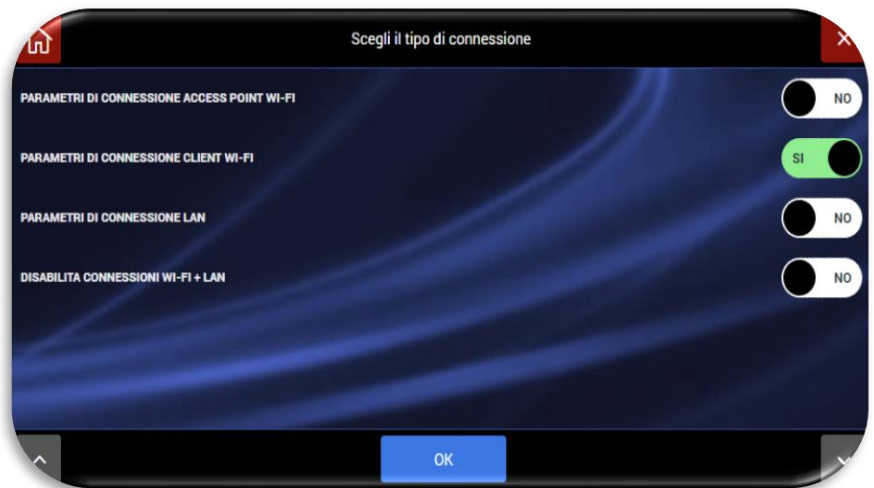 Scegli il tipo di connessione
PARAMETRI DI CONNESSIONE ACCESS POINT WI-FI
NO
PARAMETRI DI CONNESSIONE CLIENT WI-FI
SI
PARAMETRI DI CONNESSIONE LAN
NO
DISABILITA CONNESSIONI WI-FI + LAN
NO
OK